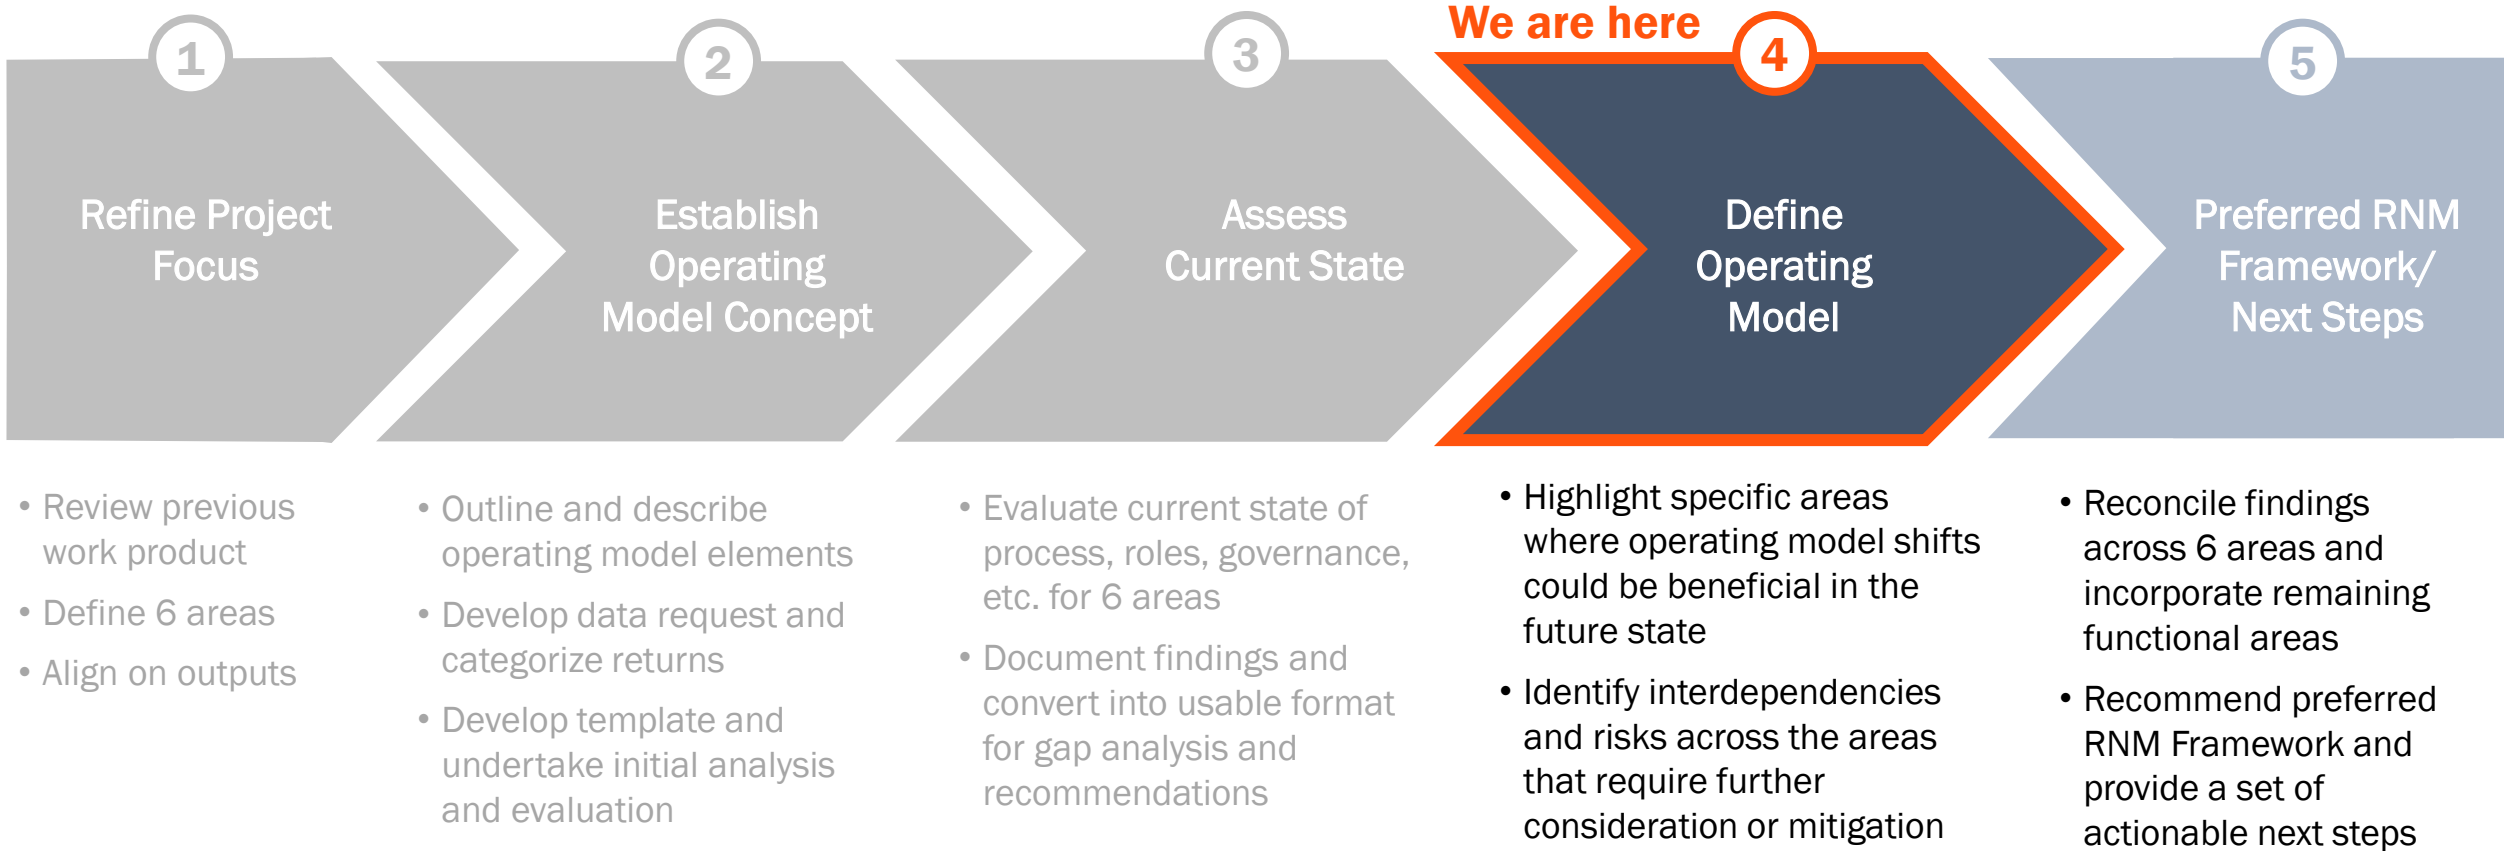 We are here
1
2
3
4
5
Refine Project
Focus
Establish
Operating
Model Concept
Assess
Current State
Define
Operating
Model
Preferred RNM
Framework/
Next Steps
• Review previous
work product
• Define 6 areas
• Align on outputs
• Outline and describe
operating model elements
• Develop data request and
categorize returns
• Develop template and
undertake initial analysis
and evaluation
• Evaluate current state of
process, roles, governance,
etc. for 6 areas
• Document findings and
convert into usable format
for gap analysis and
recommendations
• Highlight specific areas
where operating model shifts
could be beneficial in the
future state
• Identify interdependencies
and risks across the areas
that require further
consideration or mitigation
• Reconcile findings
across 6 areas and
incorporate remaining
functional areas
• Recommend preferred
RNM Framework and
provide a set of
actionable next steps